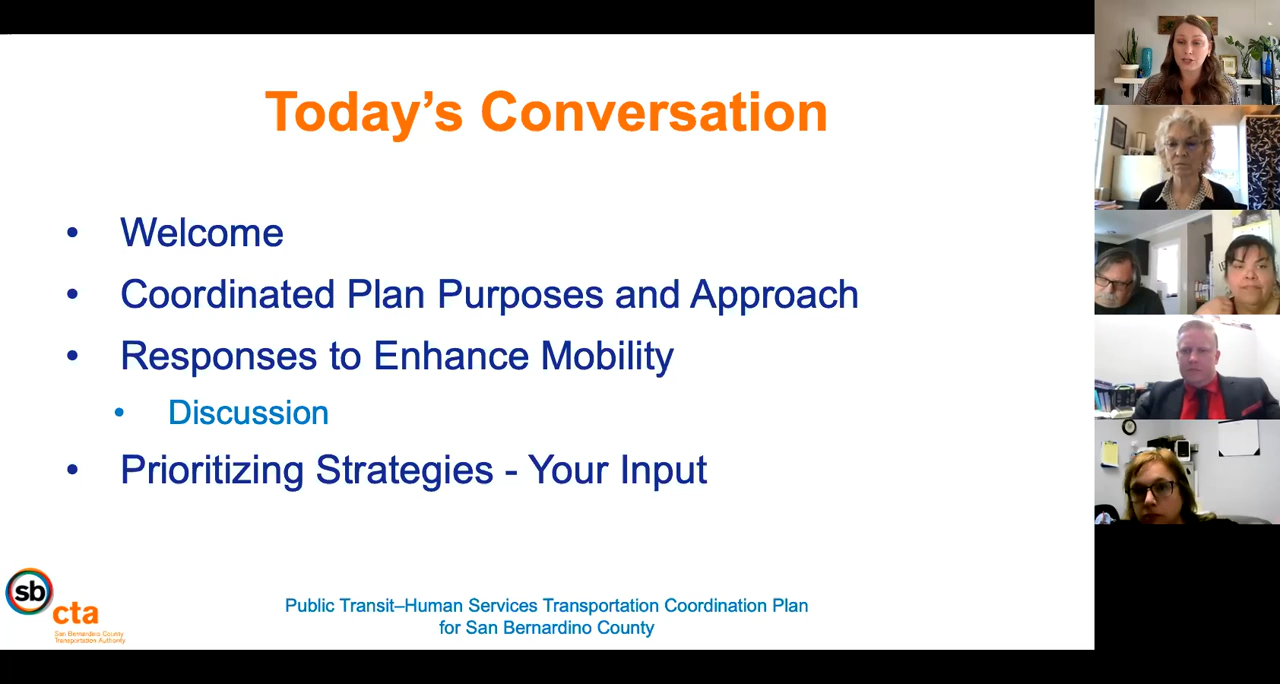 Today's Conversation
• Welcome
• Coordinated Plan Purposes and Approach
• Responses to Enhance Mobility
• Discussion
• Prioritizing Strategies - Your Input
sb
cta
San Bernardino County
Transportation Authority
Public Transit–Human Services Transportation Coordination Plan
for San Bernardino County